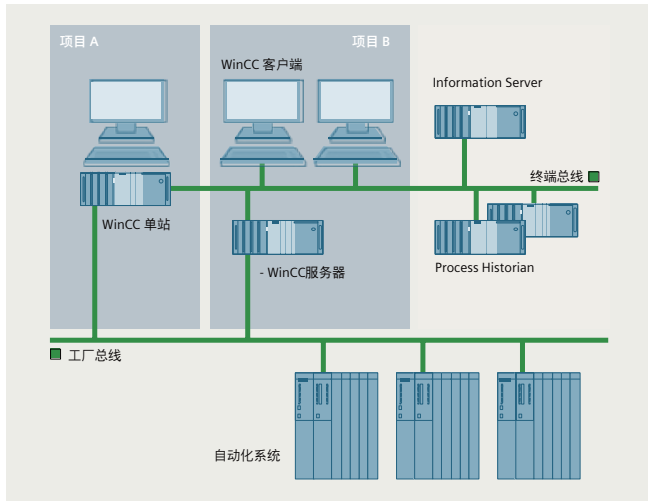 项目 A
项目 B
WinCC 客户端
Information Server
终端总线
WinCC 单站
- WinCC服务器
Process Historian
工厂总线
自动化系统